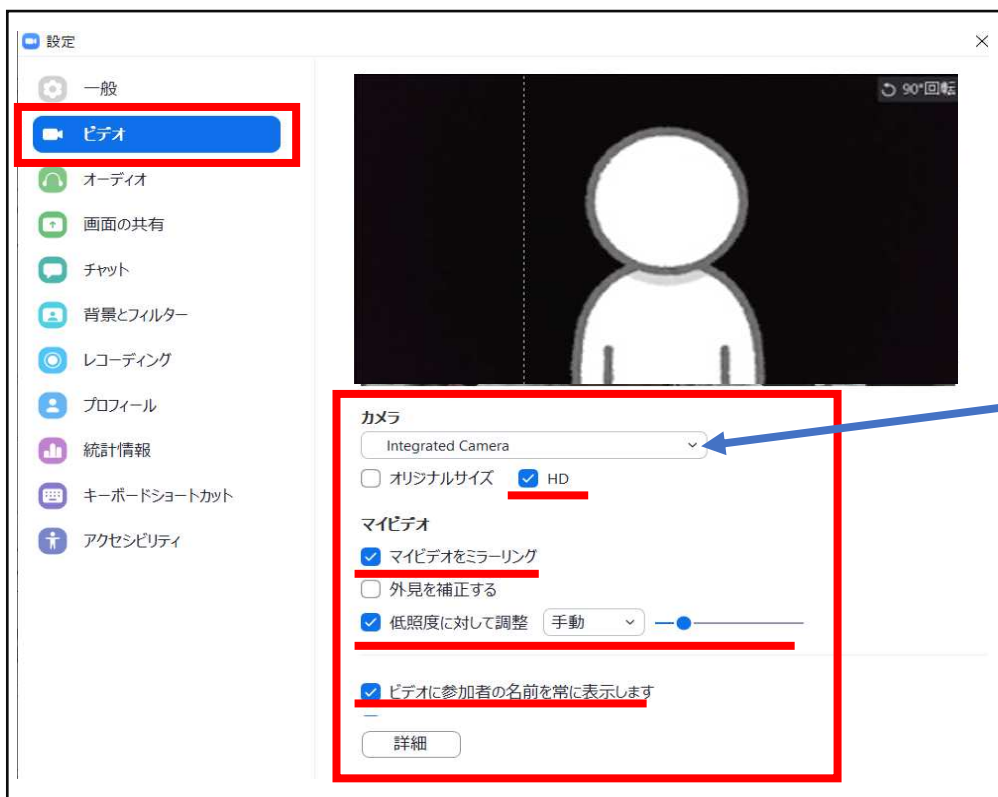 設定
一般
ビデオ
オーディオ
画面の共有
チャット
背景とフィルター
レコーディング
プロフィール
統計情報
キーボードショートカット
アクセシビリティ
90°回転
カメラ
Integrated Camera
オリジナルサイズ HD
マイビデオ
マイビデオをミラーリング
外見を補正する
低照度に対して調整 手動
ビデオに参加者の名前を常に表示します
詳細